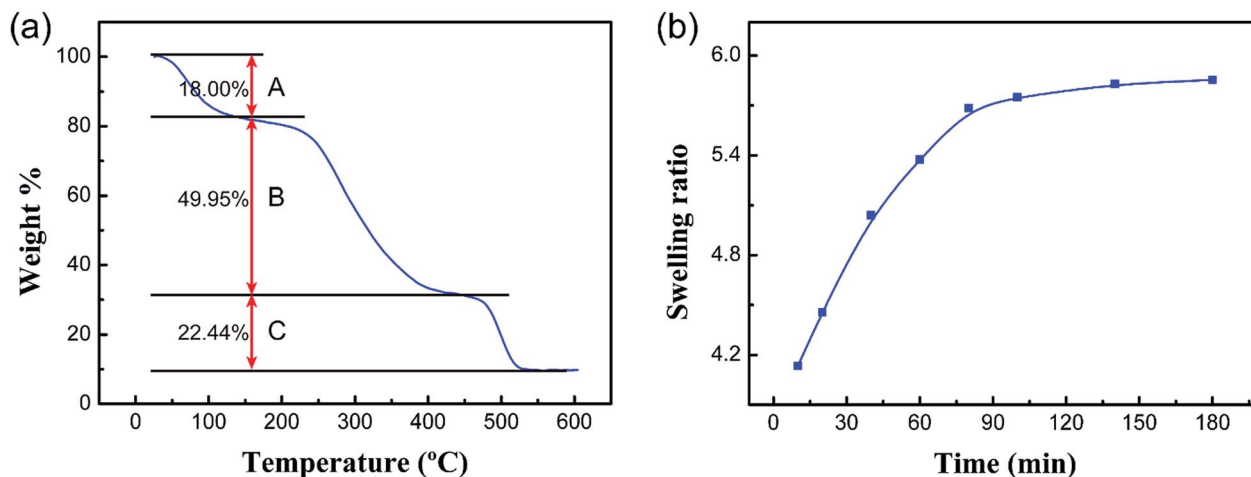 (a)
100
80
60
40
20
0
18.00% A
49.95% B
22.44% C
Weight %
0 100 200 300 400 500 600
Temperature (ºC)
(b)
6.0
5.4
4.8
4.2
Swelling ratio
0 30 60 90 120 150 180
Time (min)